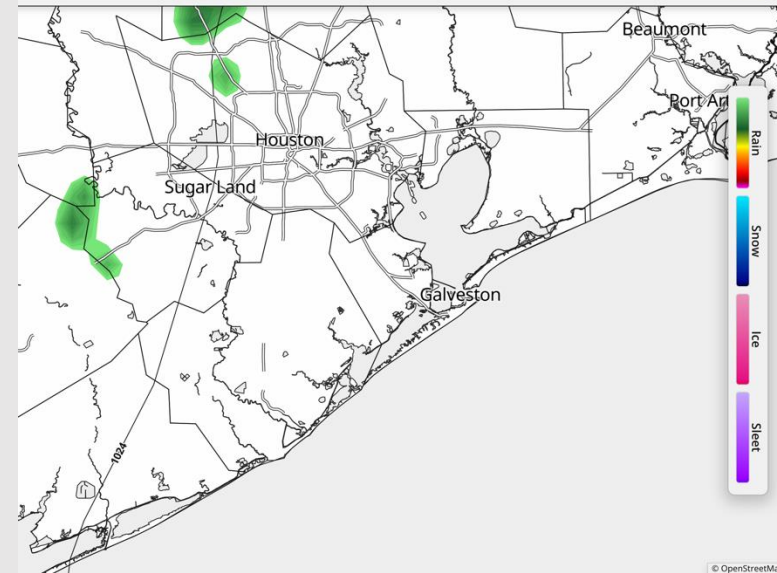 Beaumont
Port Ar
Rain
Houston
Sugar Land
Snow
Galveston
Ice
Sleet
1024
© OpenStreetMa